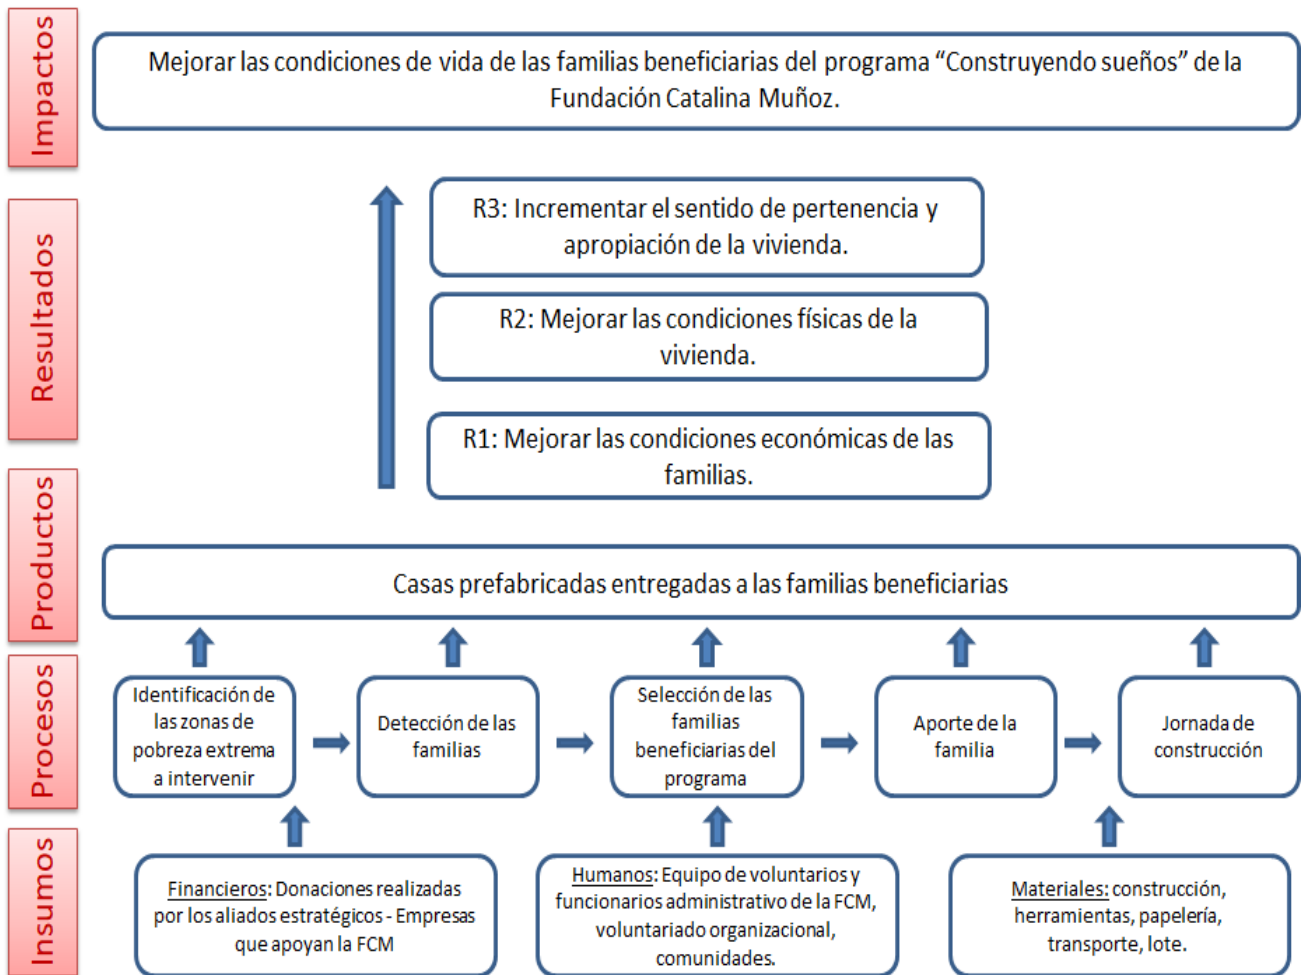 Impactos
Mejorar las condiciones de vida de las familias beneficiarias del programa “Construyendo sueños” de la
Fundación Catalina Muñoz.
Resultados
R3: Incrementar el sentido de pertenencia y
apropiación de la vivienda.
R2: Mejorar las condiciones físicas de la
vivienda.
R1: Mejorar las condiciones económicas de las
familias.
Productos
Casas prefabricadas entregadas a las familias beneficiarias
Procesos
Identificación de
las zonas de
pobreza extrema
a intervenir
Detección de las
familias
Selección de las
familias
beneficiarias del
programa
Aporte de la
familia
Jornada de
construcción
Insumos
Financieros: Donaciones realizadas
por los aliados estratégicos - Empresas
que apoyan la FCM
Humanos: Equipo de voluntarios y
funcionarios administrativo de la FCM,
voluntariado organizacional,
comunidades.
Materiales: construcción,
herramientas, papelería,
transporte, lote.